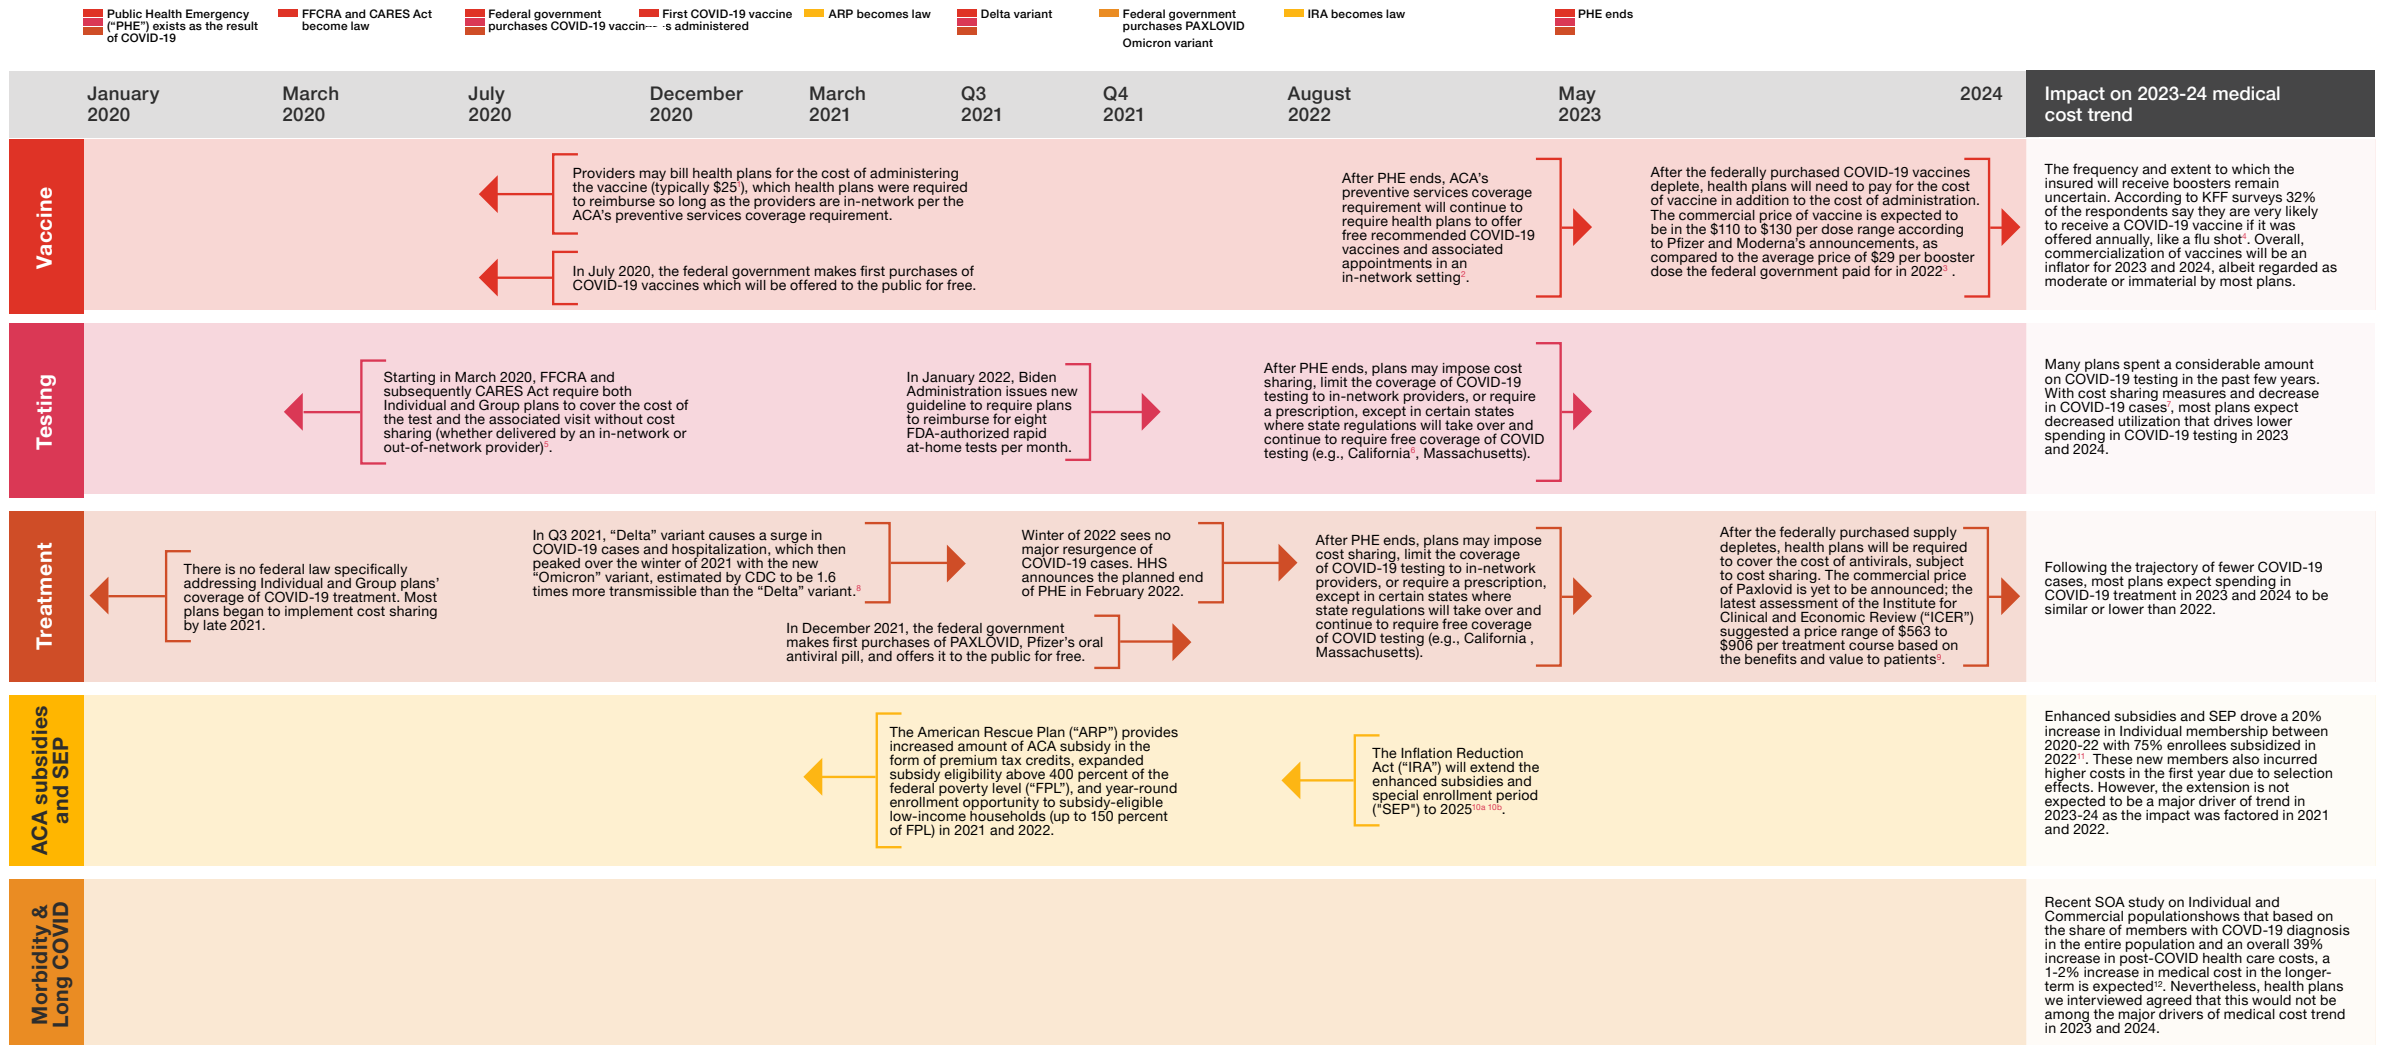 Public Health Emergency
(“PHE”) exists as the result
of COVID-19
FFCRA and CARES Act
become law
Federal government
purchases COVID-19 vaccin
First COVID-19 vaccine
s administered
ARP becomes law
Delta variant
Federal government
purchases PAXLOVID
Omicron variant
IRA becomes law
PHE ends
January
2020
March
2020
July
2020
December
2020
March
2021
Q3
2021
Q4
2021
August
2022
May
2023
2024
Impact on 2023-24 medical
cost trend
Vaccine
Providers may bill health plans for the cost of administering
the vaccine (typically $25¹), which health plans were required
to reimburse so long as the providers are in-network per the
ACA’s preventive services coverage requirement.
In July 2020, the federal government makes first purchases of
COVID-19 vaccines which will be offered to the public for free.
After PHE ends, ACA’s
preventive services coverage
requirement will continue to
require health plans to offer
free recommended COVID-19
vaccines and associated
appointments in an
in-network setting².
After the federally purchased COVID-19 vaccines
deplete, health plans will need to pay for the cost
of vaccine in addition to the cost of administration.
The commercial price of vaccine is expected to
be in the $110 to $130 per dose range according
to Pfizer and Moderna’s announcements, as
compared to the average price of $29 per booster
dose the federal government paid for in 2022³ .
The frequency and extent to which the
insured will receive boosters remain
uncertain. According to KFF surveys 32%
of the respondents say they are very likely
to receive a COVID-19 vaccine if it was
offered annually, like a flu shot⁴. Overall,
commercialization of vaccines will be an
inflator for 2023 and 2024, albeit regarded as
moderate or immaterial by most plans.
Testing
Starting in March 2020, FFCRA and
subsequently CARES Act require both
Individual and Group plans to cover the cost of
the test and the associated visit without cost
sharing (whether delivered by an in-network or
out-of-network provider)⁵.
In January 2022, Biden
Administration issues new
guideline to require plans
to reimburse for eight
FDA-authorized rapid
at-home tests per month.
After PHE ends, plans may impose cost
sharing, limit the coverage of COVID-19
testing to in-network providers, or require
a prescription, except in certain states
where state regulations will take over and
continue to require free coverage of COVID
testing (e.g., California⁶, Massachusetts).
Many plans spent a considerable amount
on COVID-19 testing in the past few years.
With cost sharing measures and decrease
in COVID-19 cases⁷, most plans expect
decreased utilization that drives lower
spending in COVID-19 testing in 2023
and 2024.
Treatment
There is no federal law specifically
addressing Individual and Group plans’
coverage of COVID-19 treatment. Most
plans began to implement cost sharing
by late 2021.
In Q3 2021, “Delta” variant causes a surge in
COVID-19 cases and hospitalization, which then
peaked over the winter of 2021 with the new
“Omicron” variant, estimated by CDC to be 1.6
times more transmissible than the “Delta” variant.⁸
In December 2021, the federal government
makes first purchases of PAXLOVID, Pfizer’s oral
antiviral pill, and offers it to the public for free.
Winter of 2022 sees no
major resurgence of
COVID-19 cases. HHS
announces the planned end
of PHE in February 2022.
After PHE ends, plans may impose
cost sharing, limit the coverage
of COVID-19 testing to in-network
providers, or require a prescription,
except in certain states where
state regulations will take over and
continue to require free coverage
of COVID testing (e.g., California ,
Massachusetts).
After the federally purchased supply
depletes, health plans will be required
to cover the cost of antivirals, subject
to cost sharing. The commercial price
of Paxlovid is yet to be announced; the
latest assessment of the Institute for
Clinical and Economic Review (“ICER”)
suggested a price range of $563 to
$906 per treatment course based on
the benefits and value to patients⁹.
Following the trajectory of fewer COVID-19
cases, most plans expect spending in
COVID-19 treatment in 2023 and 2024 to be
similar or lower than 2022.
ACA subsidies
and SEP
The American Rescue Plan (“ARP”) provides
increased amount of ACA subsidy in the
form of premium tax credits, expanded
subsidy eligibility above 400 percent of the
federal poverty level (“FPL”), and year-round
enrollment opportunity to subsidy-eligible
low-income households (up to 150 percent
of FPL) in 2021 and 2022.
The Inflation Reduction
Act (“IRA”) will extend the
enhanced subsidies and
special enrollment period
("SEP") to 2025¹⁰ᵃ ¹⁰ᵇ.
Enhanced subsidies and SEP drove a 20%
increase in Individual membership between
2020-22 with 75% enrollees subsidized in
2022¹¹. These new members also incurred
higher costs in the first year due to selection
effects. However, the extension is not
expected to be a major driver of trend in
2023-24 as the impact was factored in 2021
and 2022.
Morbidity &
Long COVID
Recent SOA study on Individual and
Commercial populationshows that based on
the share of members with COVD-19 diagnosis
in the entire population and an overall 39%
increase in post-COVID health care costs, a
1-2% increase in medical cost in the longer-
term is expected¹². Nevertheless, health plans
we interviewed agreed that this would not be
among the major drivers of medical cost trend
in 2023 and 2024.